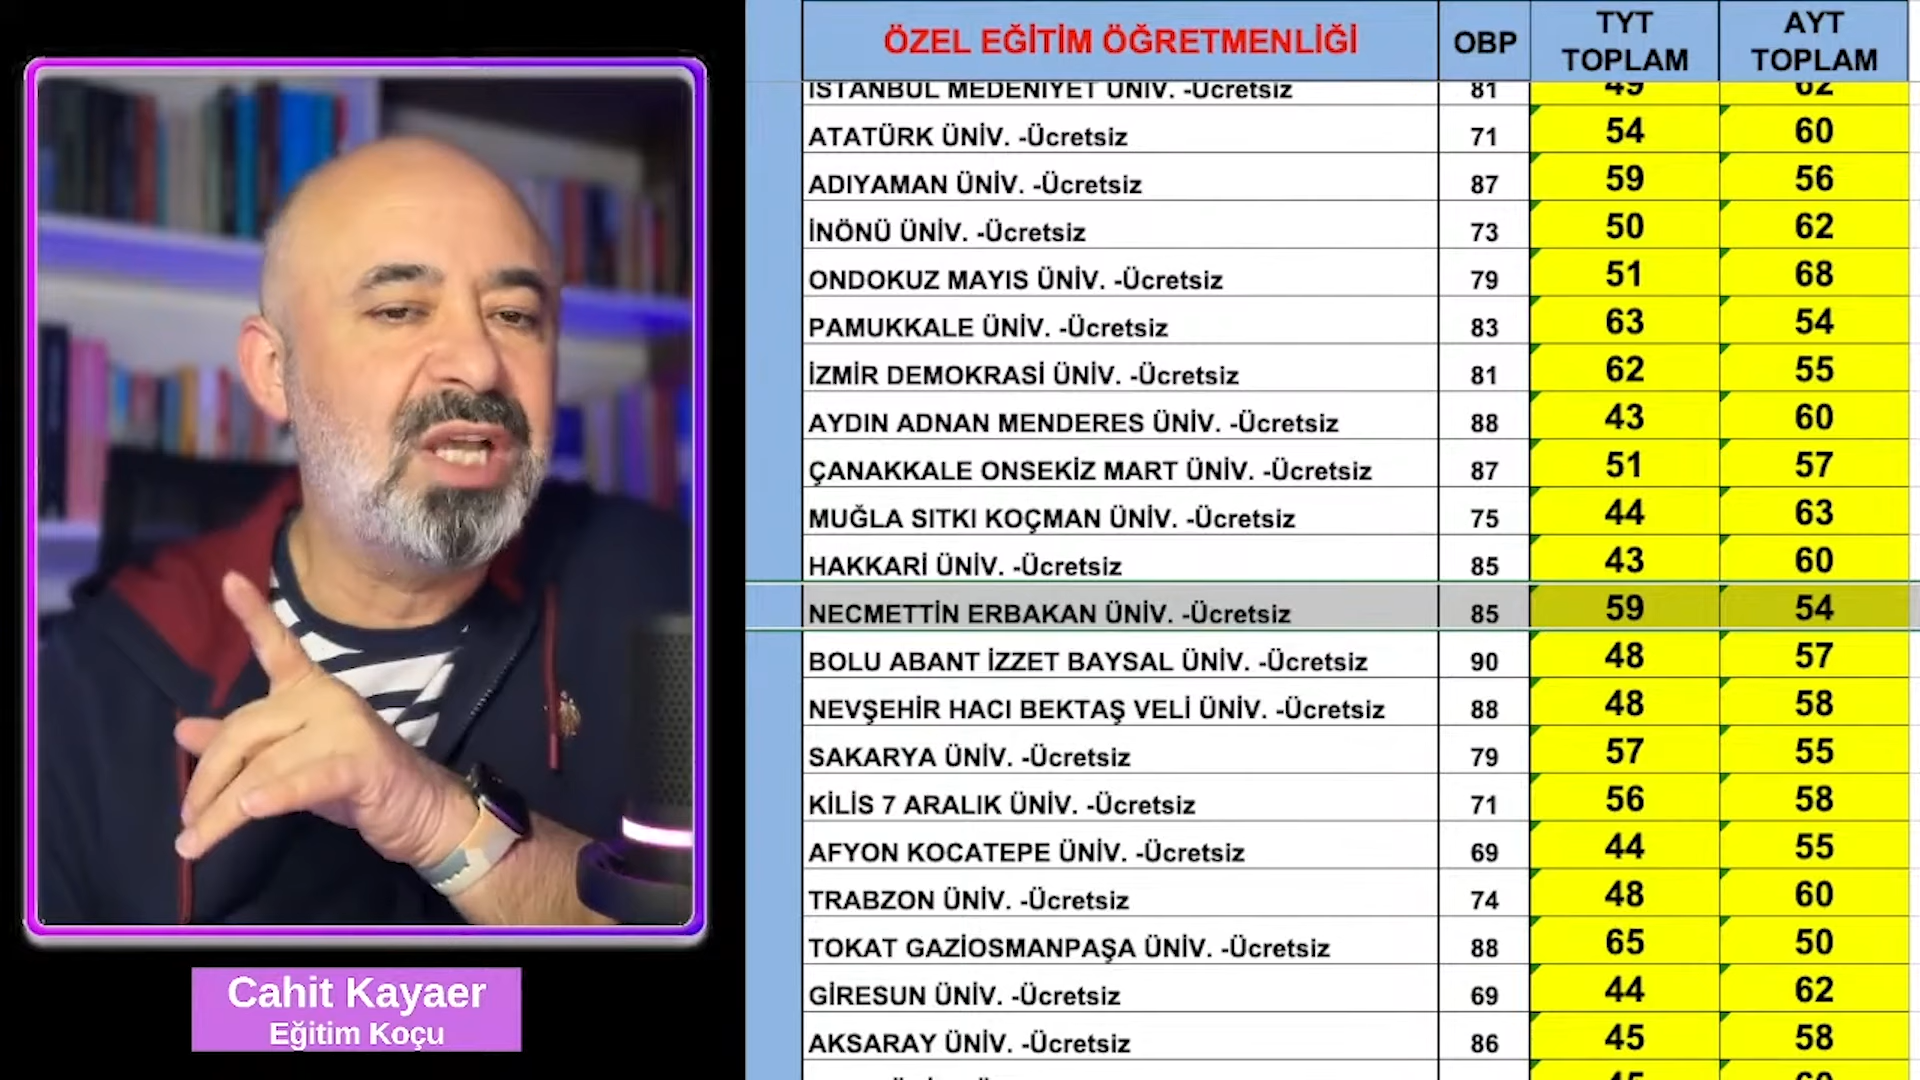 ÖZEL EĞİTİM ÖĞRETMENLİĞİ OBP TYT TOPLAM AYT TOPLAM
İSTANBUL MEDENİYET ÜNİV. -Ücretsiz 81 49 62
ATATÜRK ÜNİV. -Ücretsiz 71 54 60
ADIYAMAN ÜNİV. -Ücretsiz 87 59 56
İNÖNÜ ÜNİV. -Ücretsiz 73 50 62
ONDOKUZ MAYIS ÜNİV. -Ücretsiz 79 51 68
PAMUKKALE ÜNİV. -Ücretsiz 83 63 54
İZMİR DEMOKRASİ ÜNİV. -Ücretsiz 81 62 55
AYDIN ADNAN MENDERES ÜNİV. -Ücretsiz 88 43 60
ÇANAKKALE ONSEKİZ MART ÜNİV. -Ücretsiz 87 51 57
MUĞLA SITKI KOÇMAN ÜNİV. -Ücretsiz 75 44 63
HAKKARİ ÜNİV. -Ücretsiz 85 43 60
NECMETTİN ERBAKAN ÜNİV. -Ücretsiz 85 59 54
BOLU ABANT İZZET BAYSAL ÜNİV. -Ücretsiz 90 48 57
NEVŞEHİR HACI BEKTAŞ VELİ ÜNİV. -Ücretsiz 88 48 58
SAKARYA ÜNİV. -Ücretsiz 79 57 55
KİLİS 7 ARALIK ÜNİV. -Ücretsiz 71 56 58
AFYON KOCATEPE ÜNİV. -Ücretsiz 69 44 55
TRABZON ÜNİV. -Ücretsiz 74 48 60
TOKAT GAZİOSMANPAŞA ÜNİV. -Ücretsiz 88 65 50
GİRESUN ÜNİV. -Ücretsiz 69 44 62
AKSARAY ÜNİV. -Ücretsiz 86 45 58
Cahit Kayaer
Eğitim Koçu